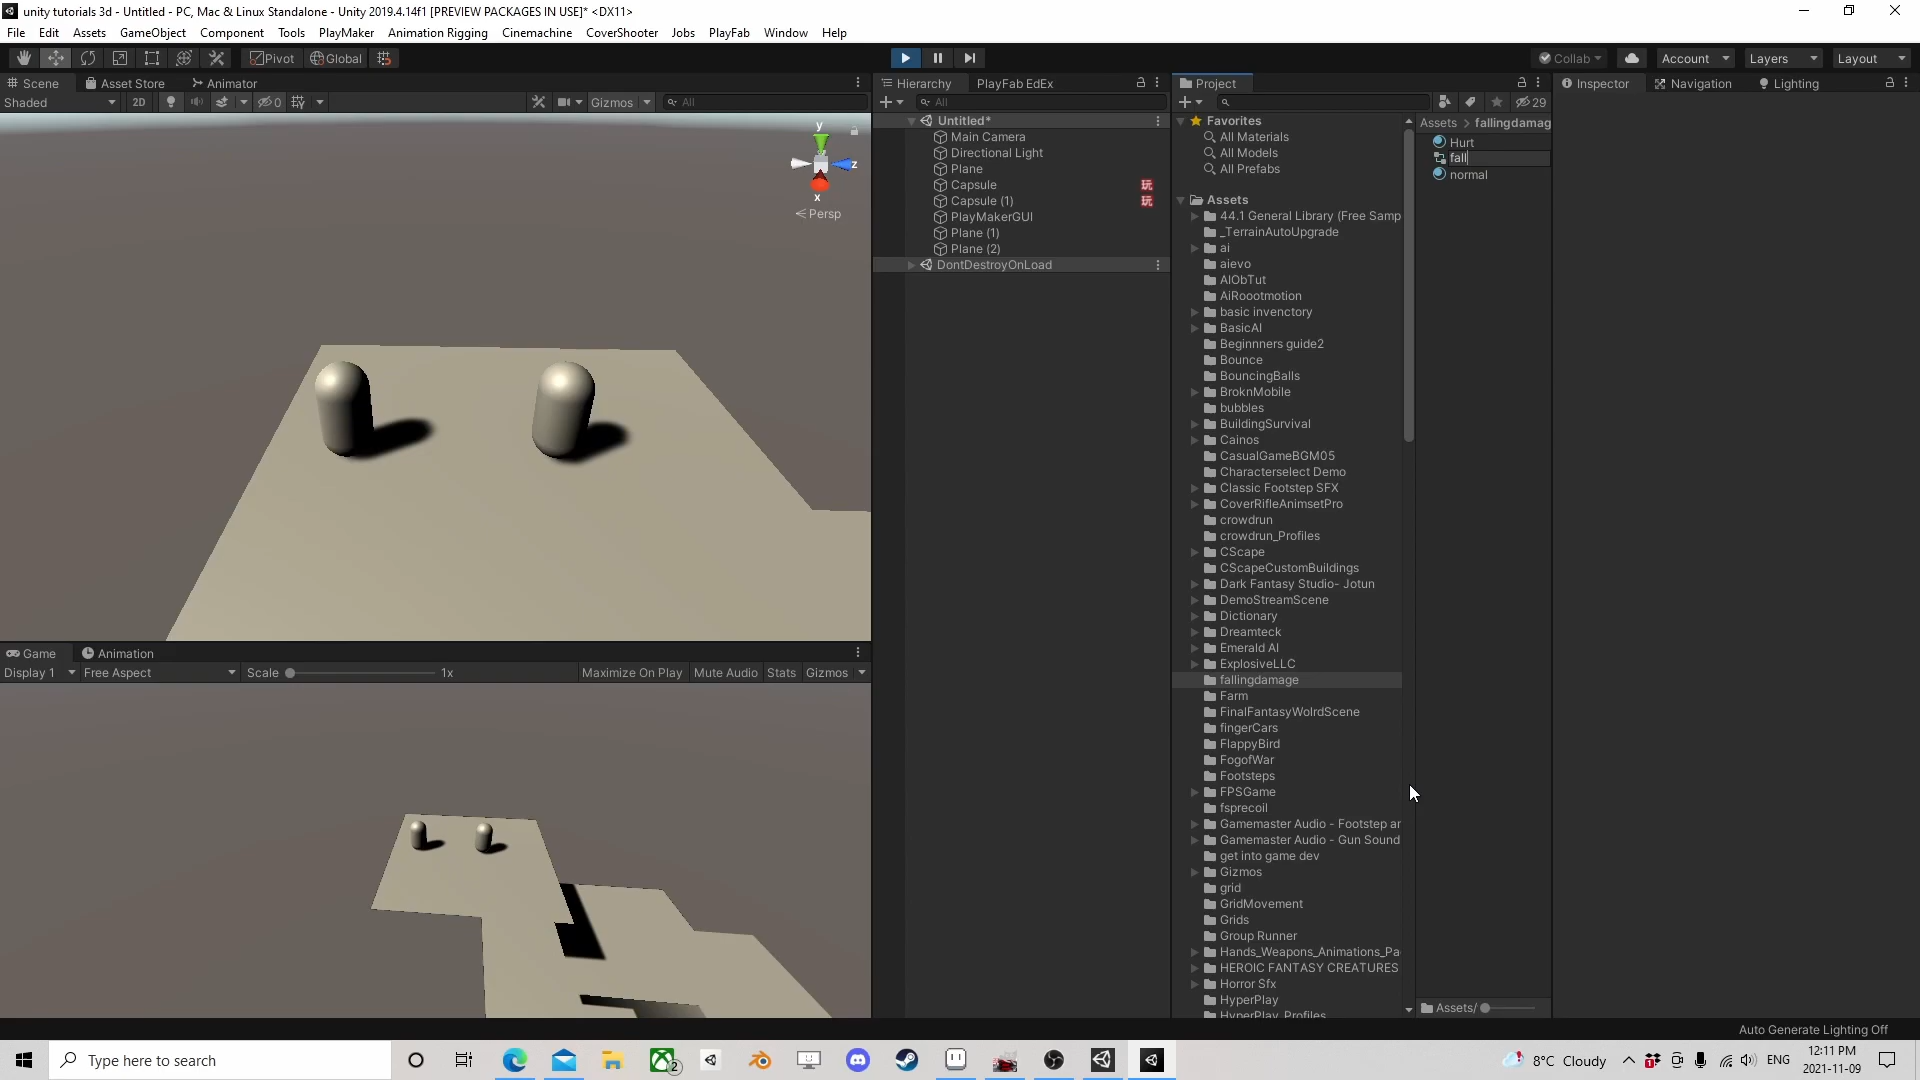 unity tutorials 3d - Untitled - PC, Mac & Linux Standalone - Unity 2019.4.14f1 [PREVIEW PACKAGES IN USE]* <DX11>
File Edit Assets GameObject Component Tools PlayMaker Animation Rigging Cinemachine CoverShooter Jobs PlayFab Window Help
Pivot Global Collab Account Layers Layout
Scene Asset Store Animator
Shaded 2D 0 Gizmos All
y
z
x
Persp
Game Animation
Display 1 Free Aspect Scale 1x Maximize On Play Mute Audio Stats Gizmos
Hierarchy PlayFab EdEx
All
Untitled*
Main Camera
Directional Light
Plane
Capsule 玩
Capsule (1) 玩
PlayMakerGUI
Plane (1)
Plane (2)
DontDestroyOnLoad
Project
29
Favorites
All Materials
All Models
All Prefabs
Assets
44.1 General Library (Free Samp
_TerrainAutoUpgrade
ai
aievo
AIObTut
AiRoootmotion
basic invenctory
BasicAI
Beginnners guide2
Bounce
BouncingBalls
BroknMobile
bubbles
BuildingSurvival
Cainos
CasualGameBGM05
Characterselect Demo
Classic Footstep SFX
CoverRifleAnimsetPro
crowdrun
crowdrun_Profiles
CScape
CScapeCustomBuildings
Dark Fantasy Studio- Jotun
DemoStreamScene
Dictionary
Dreamteck
Emerald AI
ExplosiveLLC
fallingdamage
Farm
FinalFantasyWolrdScene
fingerCars
FlappyBird
FogofWar
Footsteps
FPSGame
fsprecoil
Gamemaster Audio - Footstep ar
Gamemaster Audio - Gun Sound
get into game dev
Gizmos
grid
GridMovement
Grids
Group Runner
Hands_Weapons_Animations_Pa
HEROIC FANTASY CREATURES
Horror Sfx
HyperPlay
HyperPlay_Profiles
Assets > fallingdamag
Hurt
fall
normal
Assets/
Inspector Navigation Lighting
Auto Generate Lighting Off
Type here to search
2
8°C Cloudy ENG 12:11 PM
2021-11-09